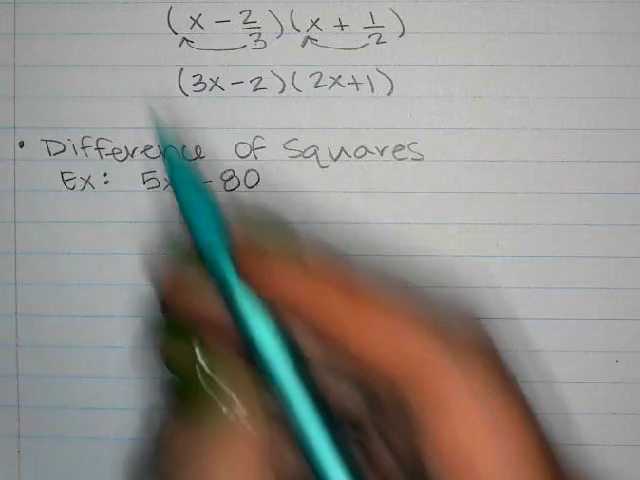 (x - 2/3)(x + 1/2)
(3x-2)(2x+1)
• Difference of Squares
Ex: 5x -80